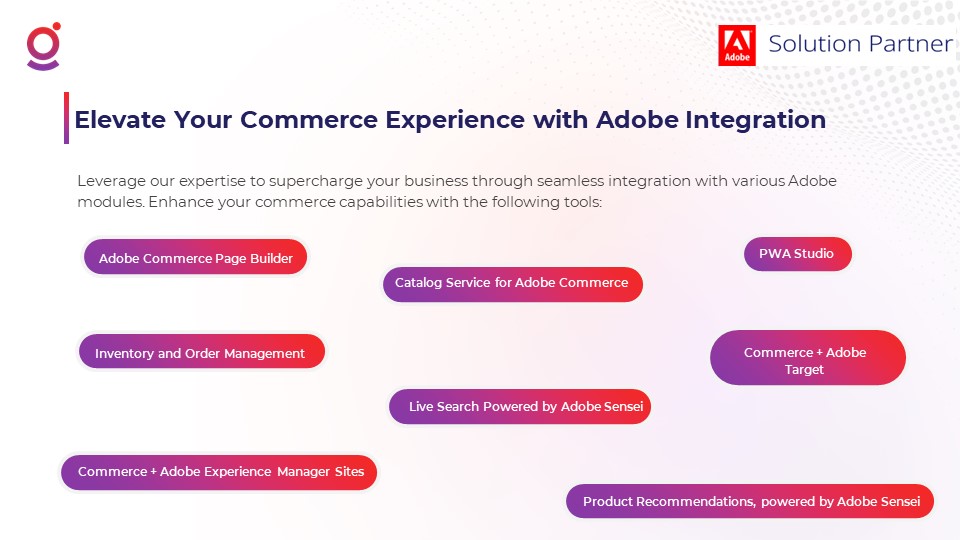 Adobe
Solution Partner
Elevate Your Commerce Experience with Adobe Integration
Leverage our expertise to supercharge your business through seamless integration with various Adobe
modules. Enhance your commerce capabilities with the following tools:
Adobe Commerce Page Builder
PWA Studio
Catalog Service for Adobe Commerce
Inventory and Order Management
Commerce + Adobe
Target
Live Search Powered by Adobe Sensei
Commerce + Adobe Experience Manager Sites
Product Recommendations, powered by Adobe Sensei